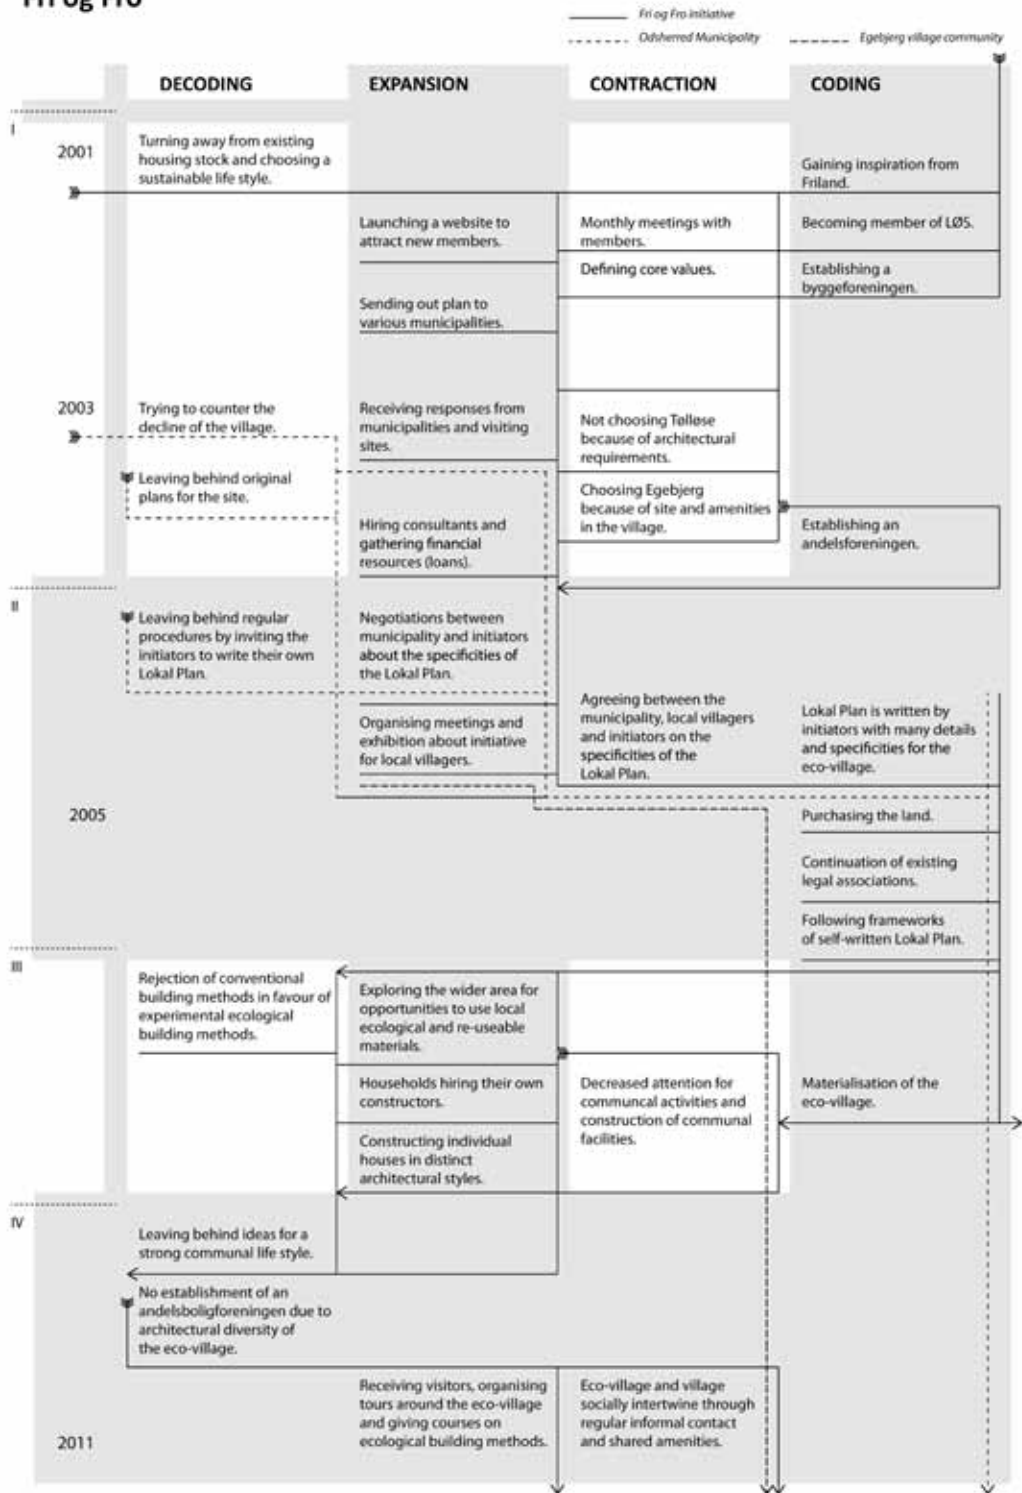 Fri og Fro
Fri og Fro initiative
Odsherred Municipality
Egebjerg village community
DECODING
EXPANSION
CONTRACTION
CODING
I
2001
Turning away from existing
housing stock and choosing a
sustainable life style.
Gaining inspiration from
Friland.
Launching a website to
attract new members.
Monthly meetings with
members.
Becoming member of LØS.
Defining core values.
Establishing a
byggeforeningen.
Sending out plan to
various municipalities.
2003
Trying to counter the
decline of the village.
Receiving responses from
municipalities and visiting
sites.
Not choosing Tølløse
because of architectural
requirements.
Leaving behind original
plans for the site.
Choosing Egebjerg
because of site and amenities
in the village.
Hiring consultants and
gathering financial
resources (loans).
Establishing an
andelsforeningen.
II
Leaving behind regular
procedures by inviting the
initiators to write their own
Lokal Plan.
Negotiations between
municipality and initiators
about the specificities of
the Lokal Plan.
Organising meetings and
exhibition about initiative
for local villagers.
Agreeing between the
municipality, local villagers
and initiators on the
specificities of the
Lokal Plan.
Lokal Plan is written by
initiators with many details
and specificities for the
eco-village.
2005
Purchasing the land.
Continuation of existing
legal associations.
Following frameworks
of self-written Lokal Plan.
III
Rejection of conventional
building methods in favour of
experimental ecological
building methods.
Exploring the wider area for
opportunities to use local
ecological and re-useable
materials.
Households hiring their own
constructors.
Decreased attention for
communcal activities and
construction of communal
facilities.
Materialisation of the
eco-village.
Constructing individual
houses in distinct
architectural styles.
IV
Leaving behind ideas for a
strong communal life style.
No establishment of an
andelsboligforeningen due to
architectural diversity of
the eco-village.
Receiving visitors, organising
tours around the eco-village
and giving courses on
ecological building methods.
Eco-village and village
socially intertwine through
regular informal contact
and shared amenities.
2011